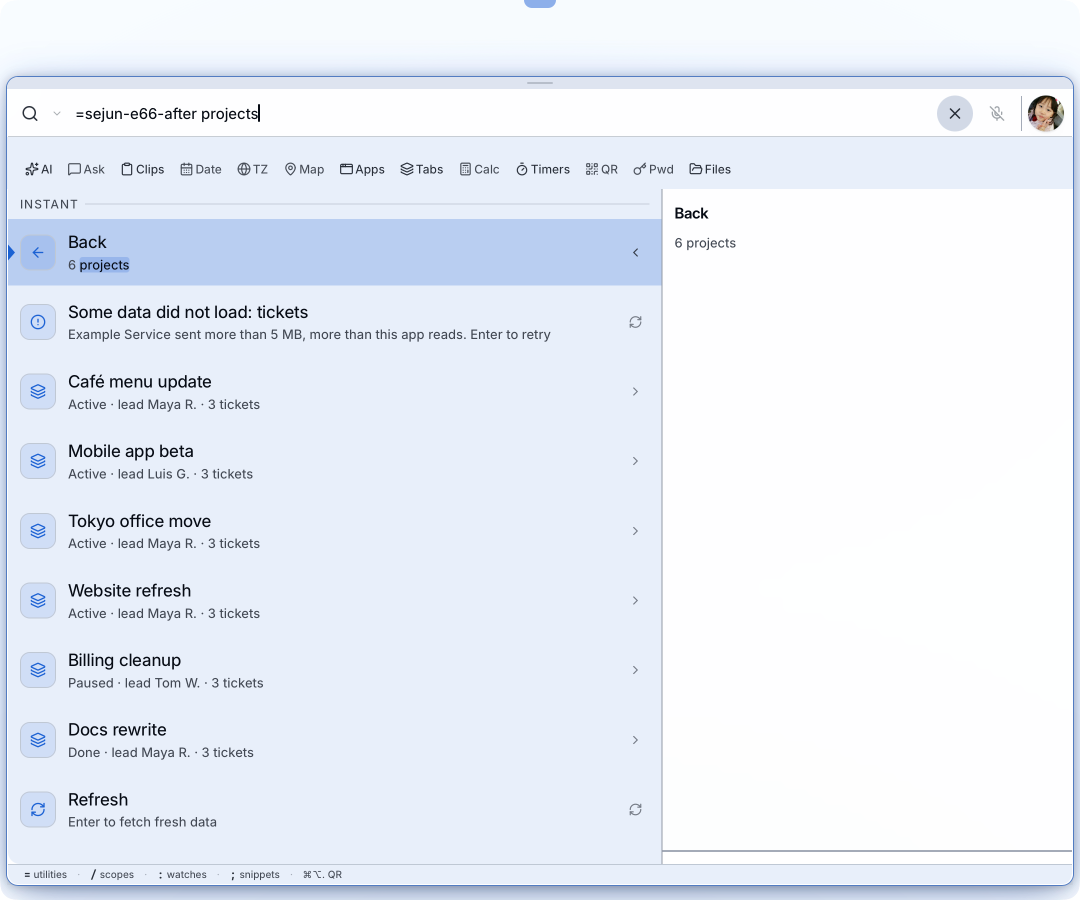 =sejun-e66-after projects
AI Ask Clips Date TZ Map Apps Tabs Calc Timers QR Pwd Files
INSTANT
Back
6 projects
Some data did not load: tickets
Example Service sent more than 5 MB, more than this app reads. Enter to retry
Café menu update
Active · lead Maya R. · 3 tickets
Mobile app beta
Active · lead Luis G. · 3 tickets
Tokyo office move
Active · lead Maya R. · 3 tickets
Website refresh
Active · lead Maya R. · 3 tickets
Billing cleanup
Paused · lead Tom W. · 3 tickets
Docs rewrite
Done · lead Maya R. · 3 tickets
Refresh
Enter to fetch fresh data
Back
6 projects
= utilities · / scopes · : watches · ; snippets · ⌘⌥. QR